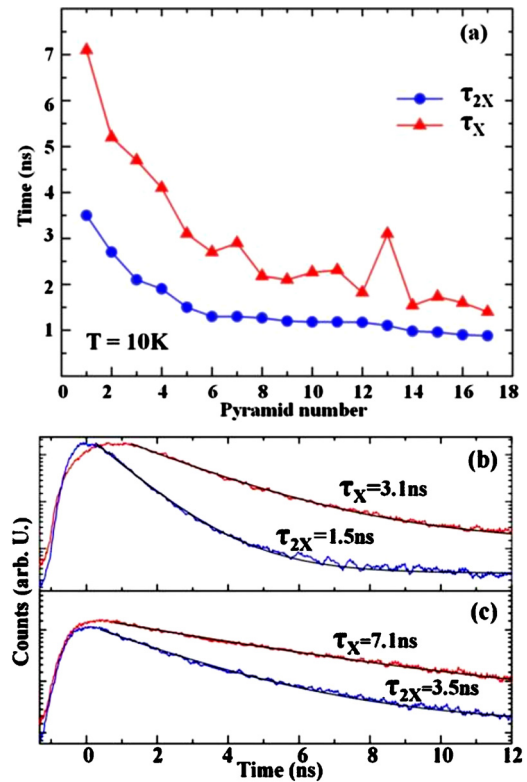 (a)
7
6
5
4
3
2
1
Time (ns)
τ2X
τX
T = 10K
0 2 4 6 8 10 12 14 16 18
Pyramid number
(b)
τX=3.1ns
τ2X=1.5ns
(c)
τX=7.1ns
τ2X=3.5ns
Counts (arb. U.)
0 2 4 6 8 10 12
Time (ns)